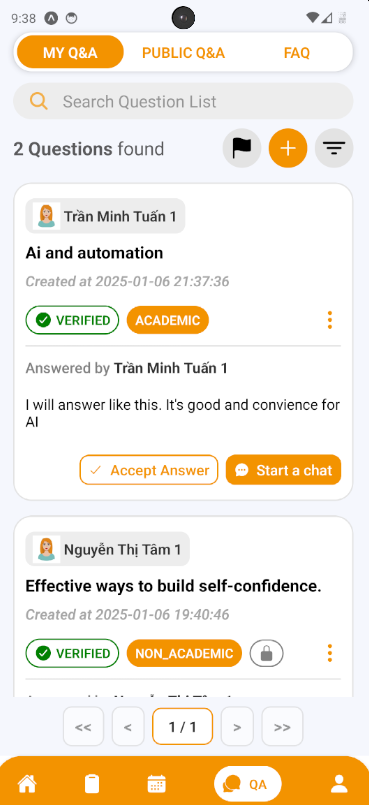 9:38
MY Q&A PUBLIC Q&A FAQ
Search Question List
2 Questions found
Trần Minh Tuấn 1
Ai and automation
Created at 2025-01-06 21:37:36
VERIFIED ACADEMIC
Answered by Trần Minh Tuấn 1
I will answer like this. It's good and convience for
AI
Accept Answer Start a chat
Nguyễn Thị Tâm 1
Effective ways to build self-confidence.
Created at 2025-01-06 19:40:46
VERIFIED NON_ACADEMIC
<< < 1 / 1 > >>
QA